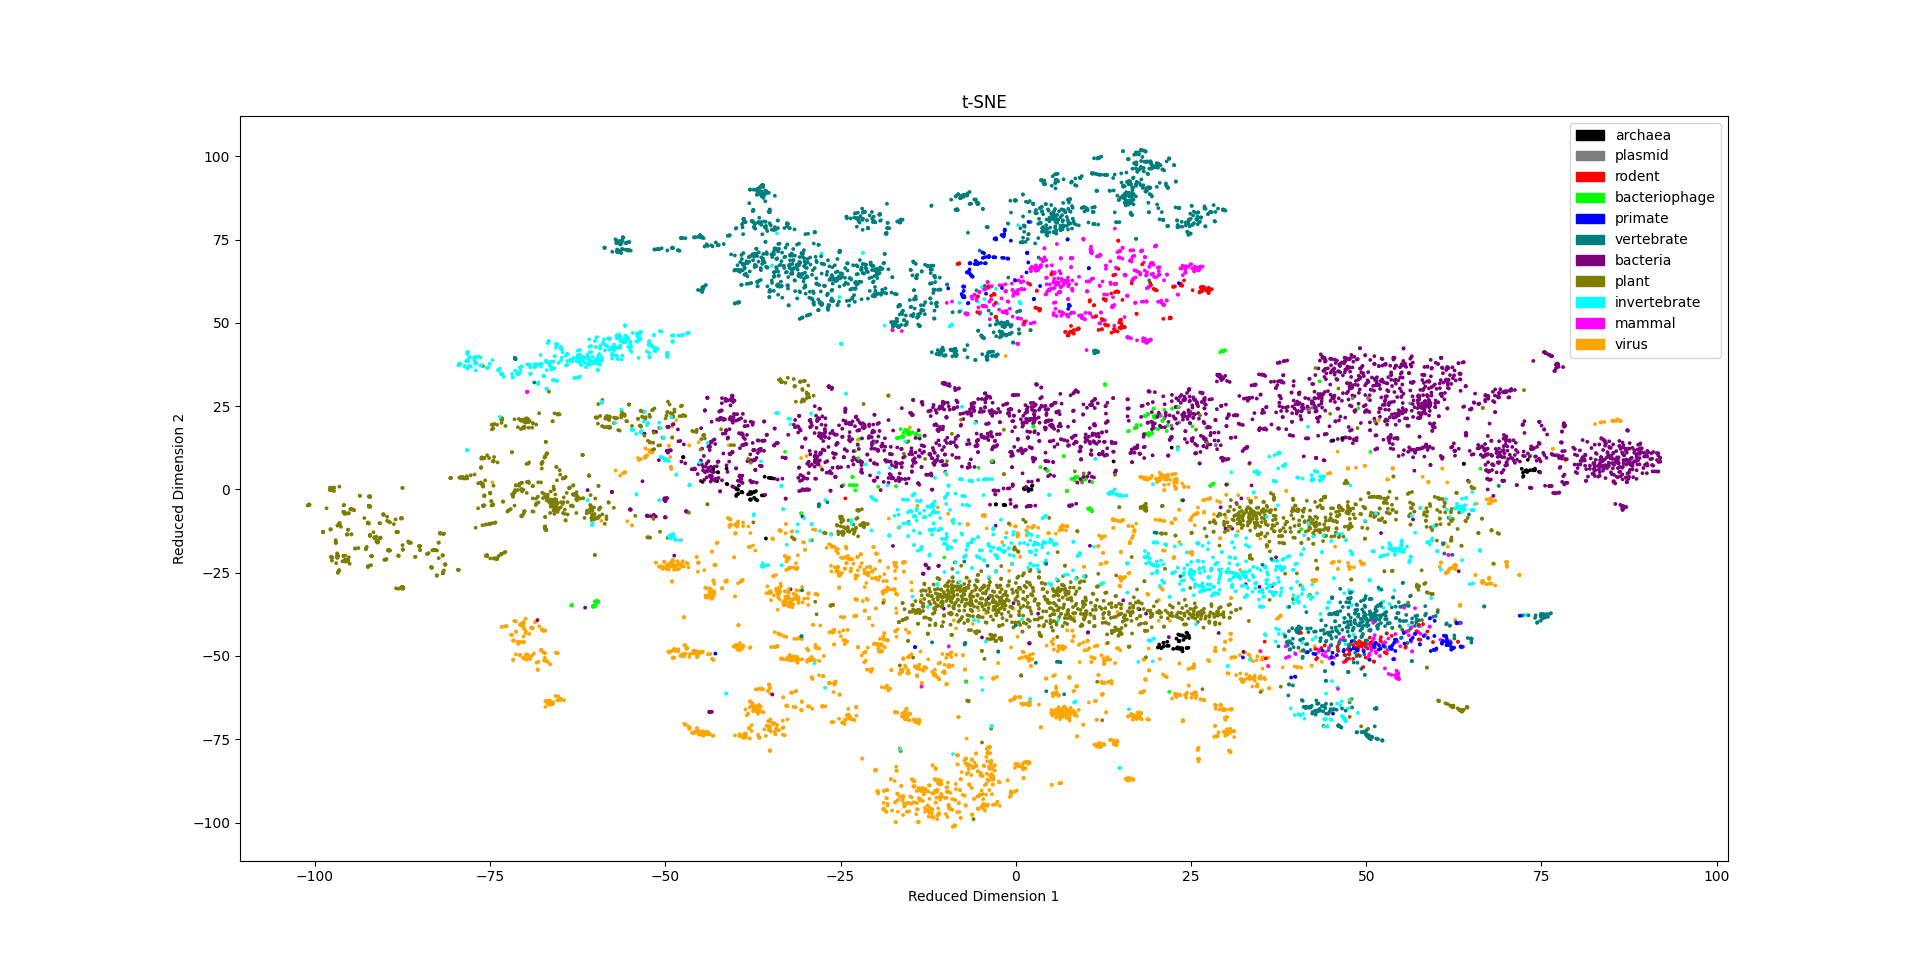 t-SNE
archaea
plasmid
rodent
bacteriophage
primate
vertebrate
bacteria
plant
invertebrate
mammal
virus
100
75
50
25
0
−25
−50
−75
−100
Reduced Dimension 2
−100 −75 −50 −25 0 25 50 75 100
Reduced Dimension 1